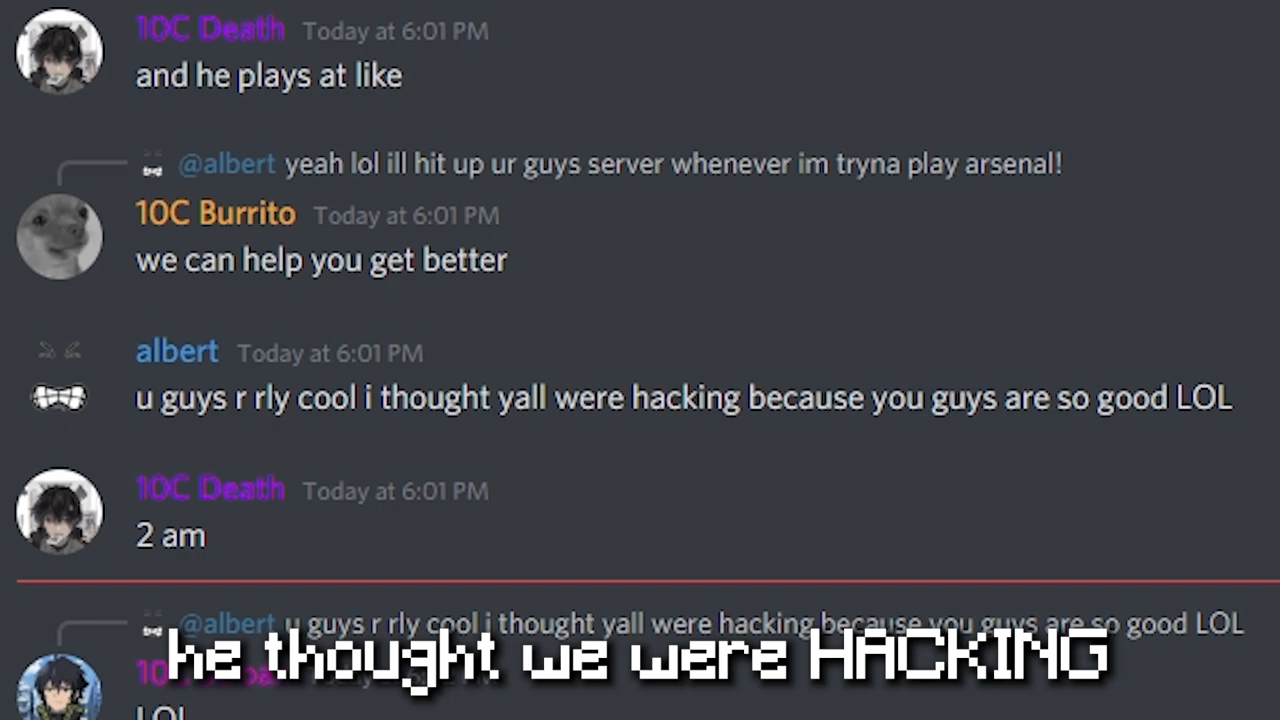 10C Death Today at 6:01 PM
and he plays at like
@albert yeah lol ill hit up ur guys server whenever im tryna play arsenal!
10C Burrito Today at 6:01 PM
we can help you get better
albert Today at 6:01 PM
u guys r rly cool i thought yall were hacking because you guys are so good LOL
10C Death Today at 6:01 PM
2 am
@albert u guys r rly cool i thought yall were hacking because you guys are so good LOL
he thought we were HACKING
LOL